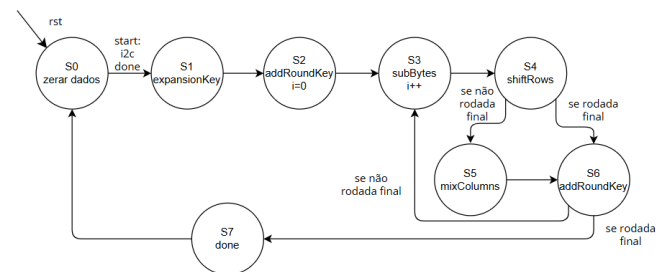 rst
start:
i2c
done
S0
zerar dados
S1
expansionKey
S2
addRoundKey
i=0
S3
subBytes
i++
S4
shiftRows
se não
rodada
final
se rodada
final
S5
mixColumns
S6
addRoundKey
se não
rodada final
se rodada
final
S7
done